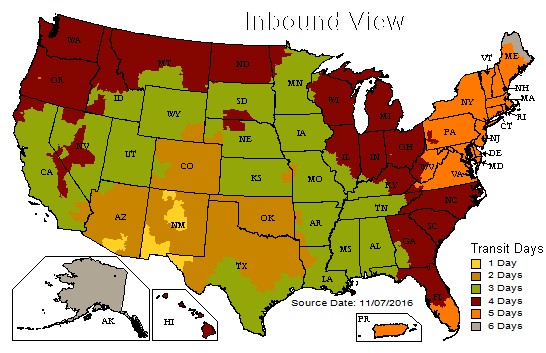 Inbound View
WA
MT
ND
MN
ME
VT
OR
ID
SD
WI
MI
NY
NH
MA
RI
CT
WY
IA
PA
NJ
NV
NE
IL
IN
OH
DE
MD
UT
CO
WV
VA
CA
KS
MO
KY
NC
TN
AZ
NM
OK
AR
SC
MS
AL
GA
TX
LA
FL
Transit Days
1 Day
2 Days
3 Days
4 Days
5 Days
6 Days
Source Date: 11/07/2016
AK
HI
PR